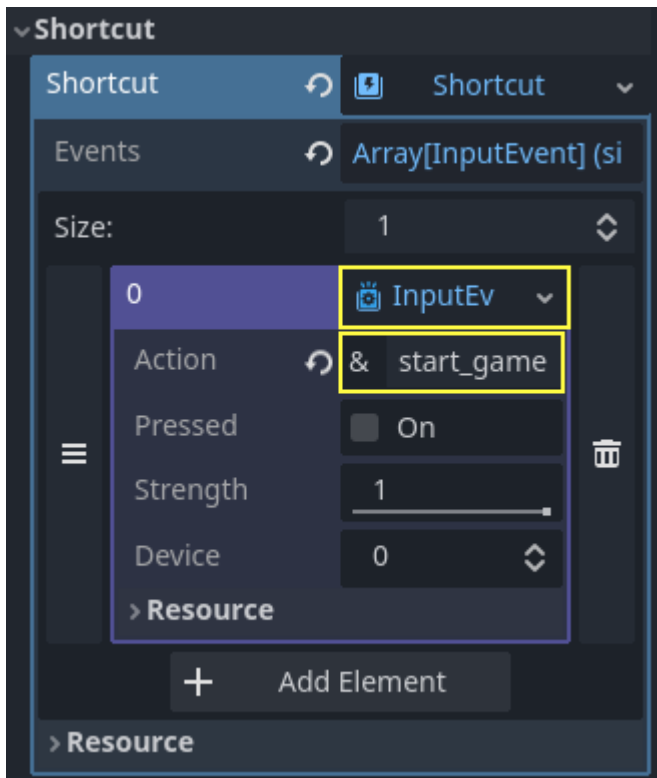 Shortcut
Shortcut Shortcut
Events Array[InputEvent] (si
Size: 1
0 InputEv
Action & start_game
Pressed On
Strength 1
Device 0
Resource
+ Add Element
Resource